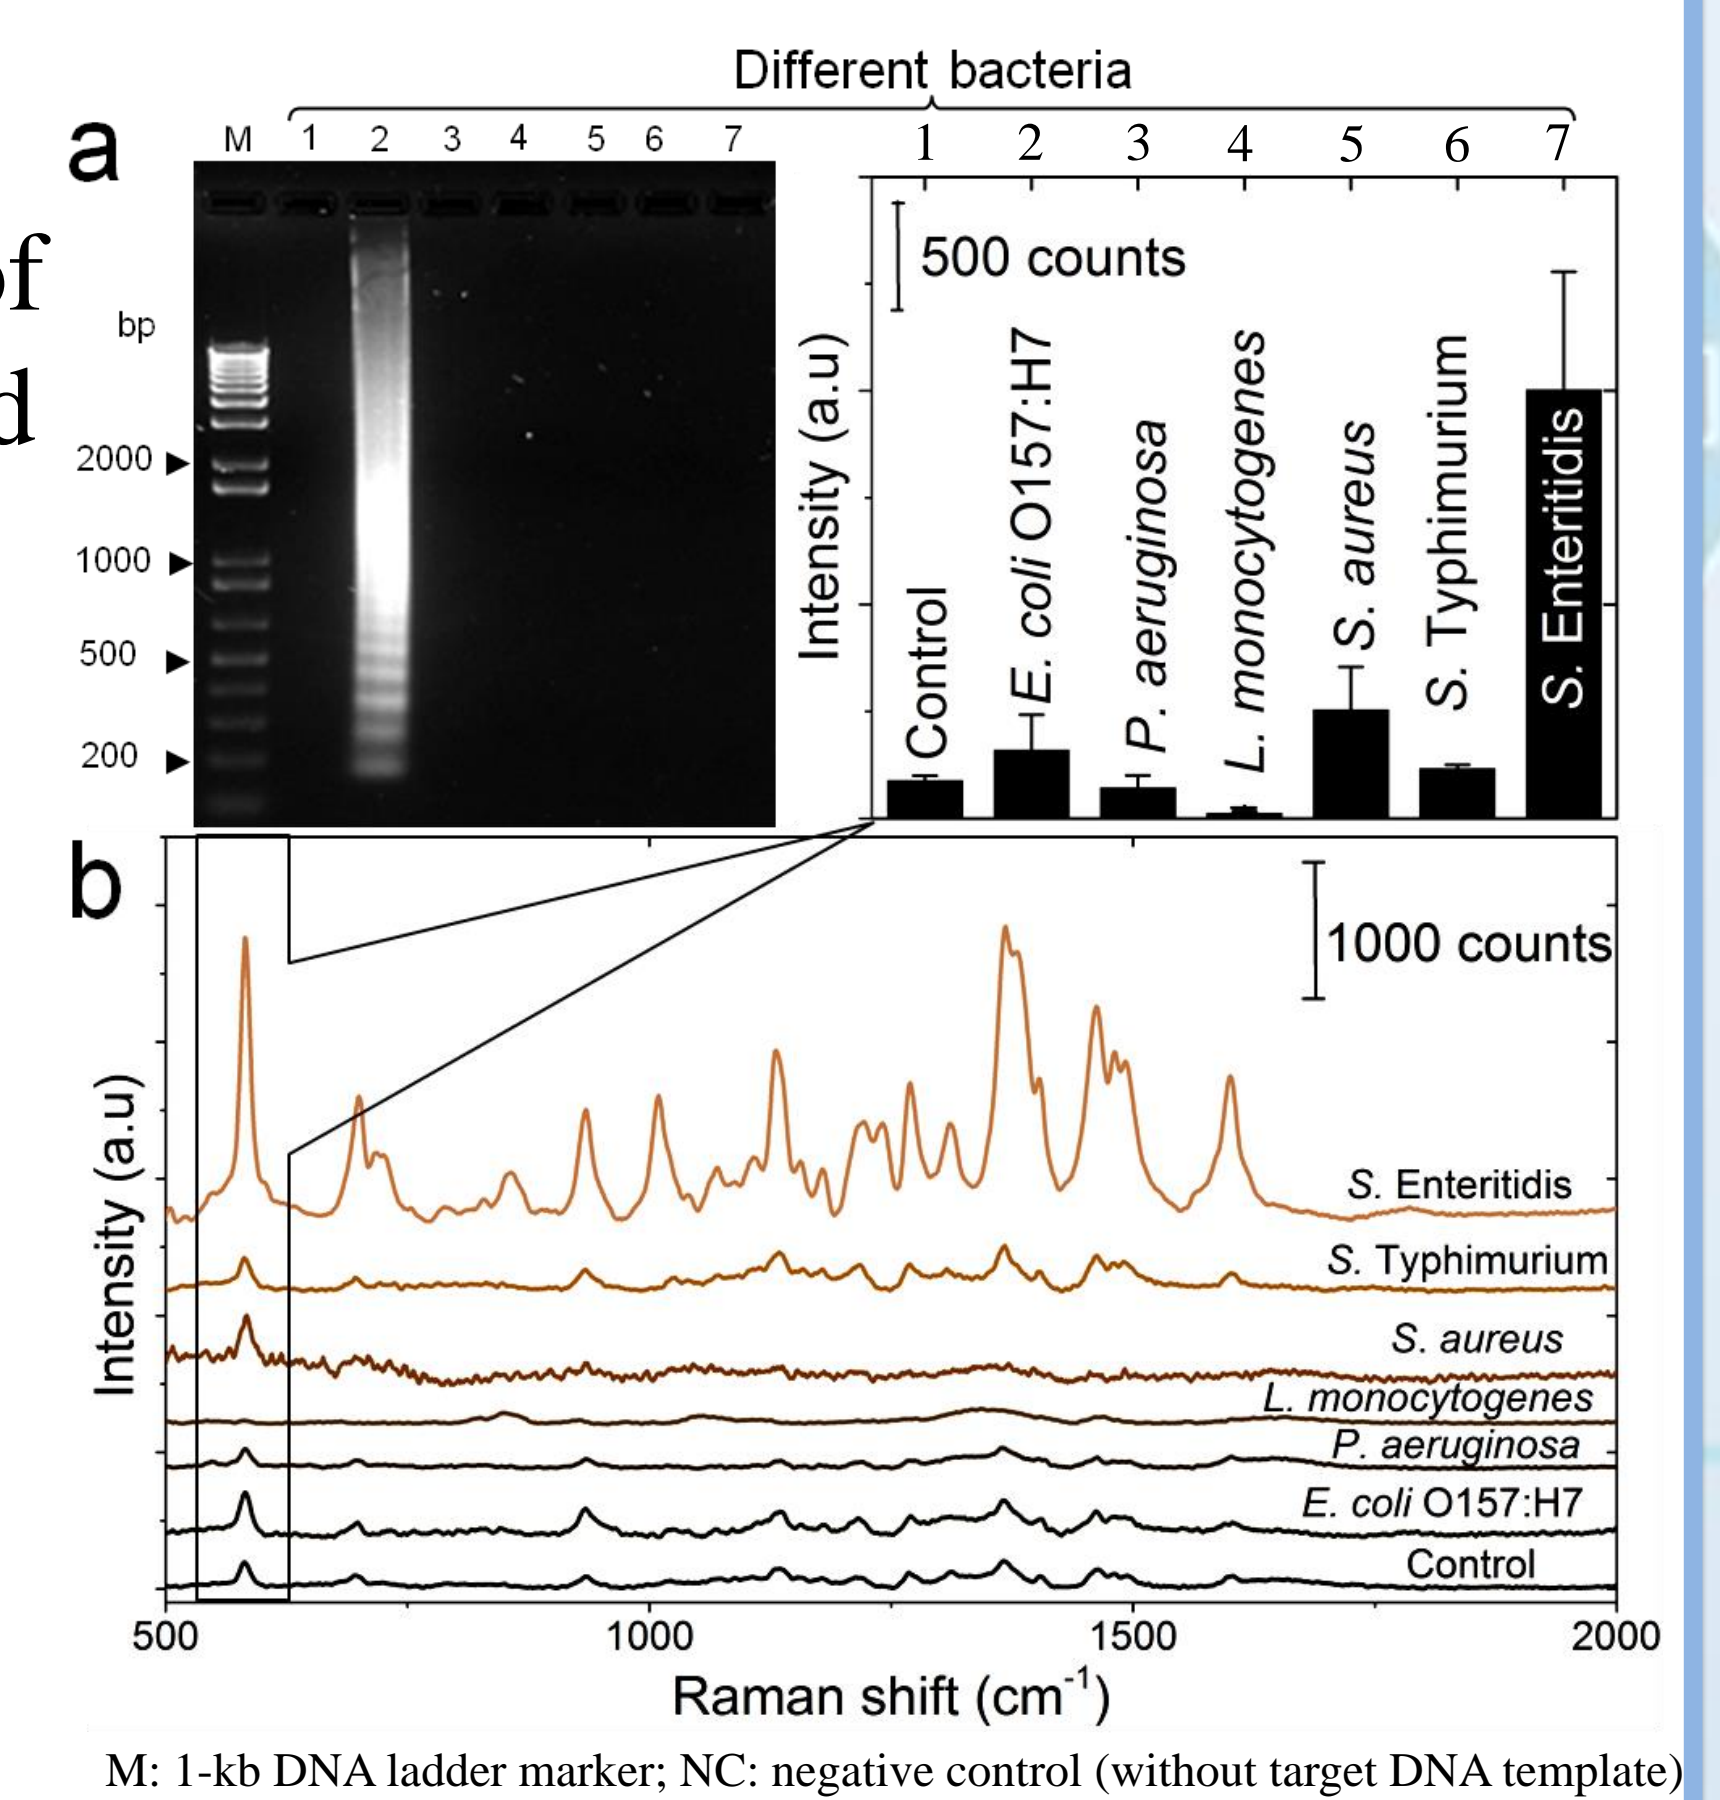 Different bacteria
a
M 1 2 3 4 5 6 7
1 2 3 4 5 6 7
of
d
bp
2000
1000
500
200
500 counts
Intensity (a.u)
Control
E. coli O157:H7
P. aeruginosa
L. monocytogenes
S. aureus
S. Typhimurium
S. Enteritidis
b
1000 counts
Intensity (a.u)
S. Enteritidis
S. Typhimurium
S. aureus
L. monocytogenes
P. aeruginosa
E. coli O157:H7
Control
500 1000 1500 2000
Raman shift (cm⁻¹)
M: 1-kb DNA ladder marker; NC: negative control (without target DNA template)